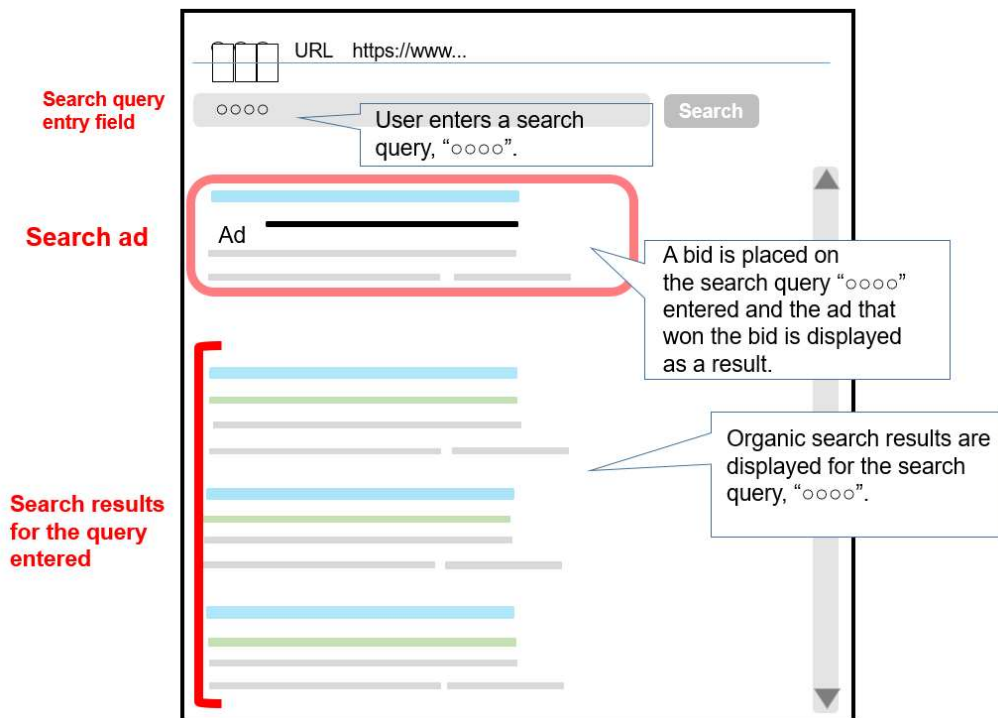 URL https://www...
Search query
entry field
○○○○
Search
User enters a search
query, “○○○○”.
Search ad
Ad
A bid is placed on
the search query “○○○○”
entered and the ad that
won the bid is displayed
as a result.
Organic search results are
displayed for the search
query, “○○○○”.
Search results
for the query
entered